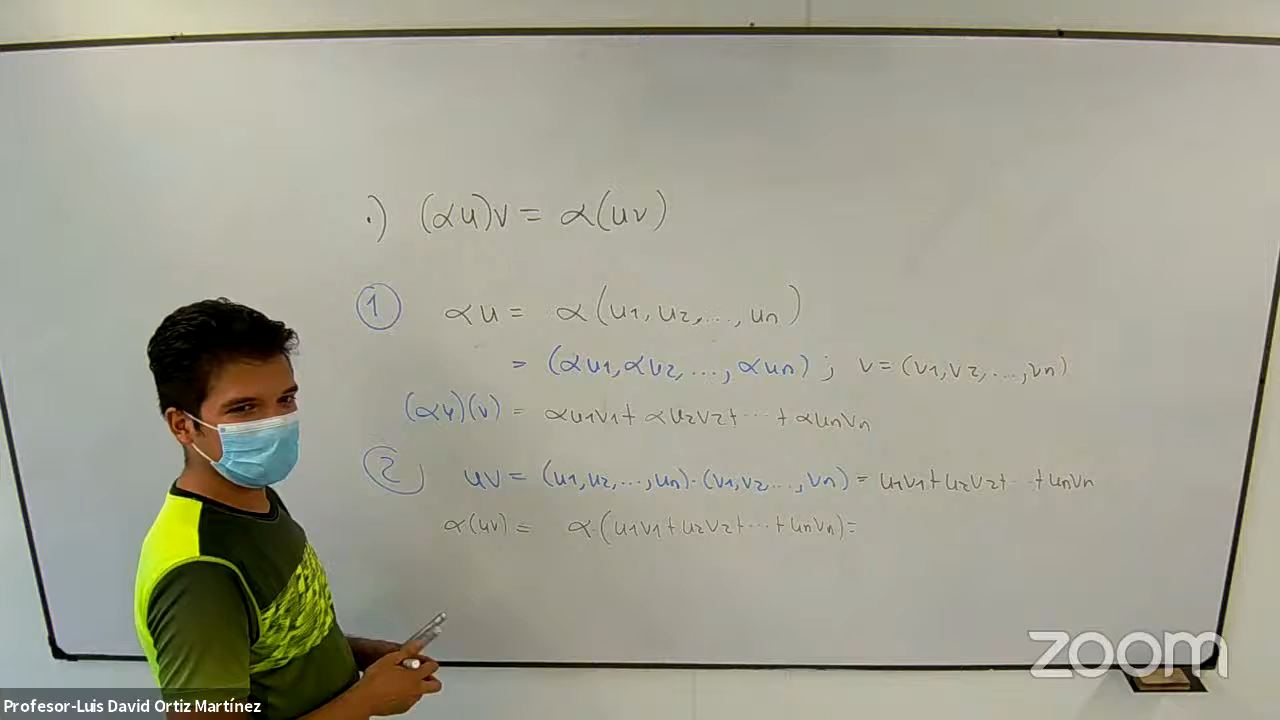 ·) (αu)v = α(uv)
① αu = α(u1, u2, ..., un)
= (αu1, αu2, ..., αun) ; v = (v1, v2, ..., vn)
(αu)(v) = αu1v1 + αu2v2 + ··· + αunvn
② uv = (u1, u2, ..., un)·(v1, v2, ..., vn) = u1v1 + u2v2 + ··· + unvn
α(uv) = α·(u1v1 + u2v2 + ··· + unvn) =
zoom
Profesor-Luis David Ortiz Martínez